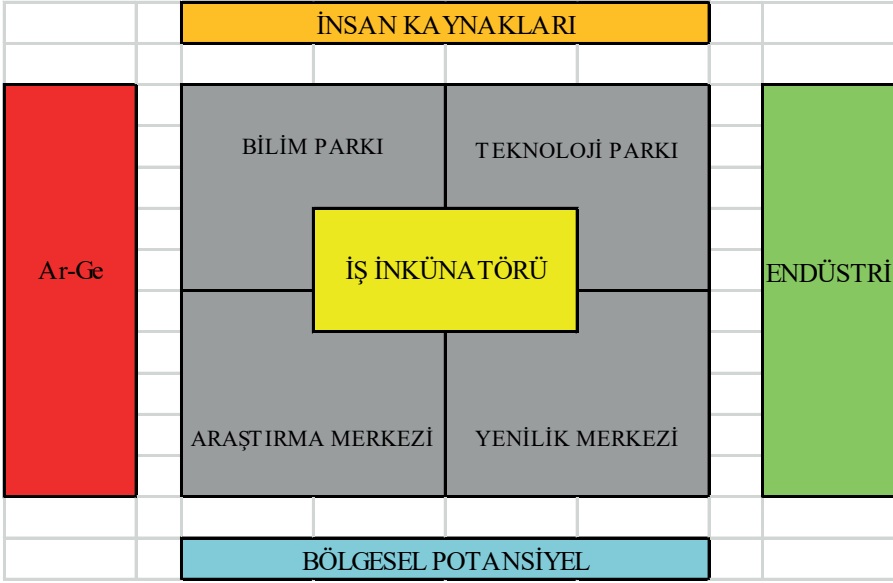 İNSAN KAYNAKLARI
BİLİM PARKI
TEKNOLOJİ PARKI
Ar-Ge
İŞ İNKÜNATÖRÜ
ENDÜSTRİ
ARAŞTIRMA MERKEZİ
YENİLİK MERKEZİ
BÖLGESEL POTANSİYEL